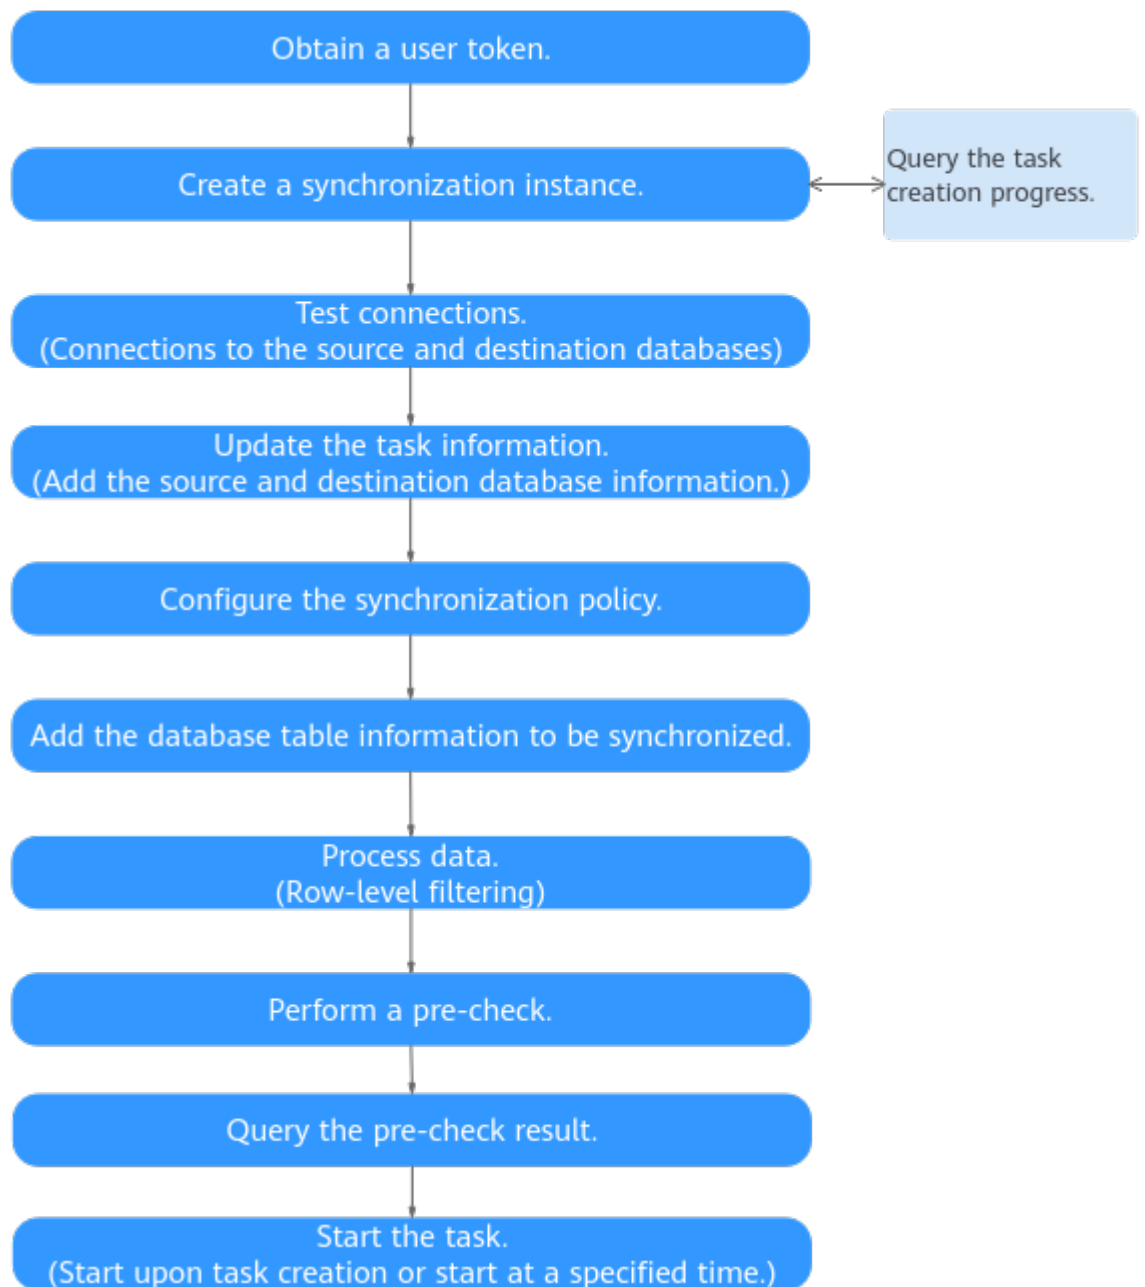 Obtain a user token.
Create a synchronization instance.
Query the task
creation progress.
Test connections.
(Connections to the source and destination databases)
Update the task information.
(Add the source and destination database information.)
Configure the synchronization policy.
Add the database table information to be synchronized.
Process data.
(Row-level filtering)
Perform a pre-check.
Query the pre-check result.
Start the task.
(Start upon task creation or start at a specified time.)